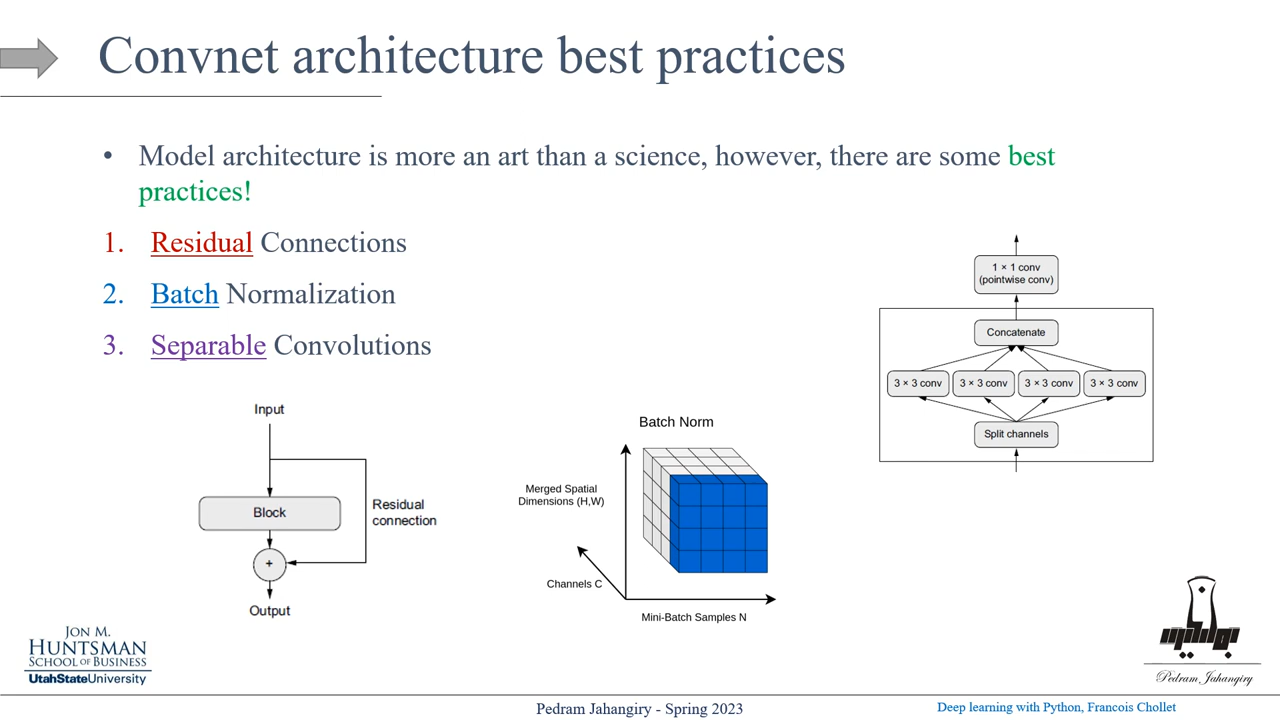 Convnet architecture best practices
• Model architecture is more an art than a science, however, there are some best
practices!
1. Residual Connections
2. Batch Normalization
3. Separable Convolutions
Input
Block
Residual
connection
+
Output
Batch Norm
Merged Spatial
Dimensions (H,W)
Channels C
Mini-Batch Samples N
1 × 1 conv
(pointwise conv)
Concatenate
3 × 3 conv 3 × 3 conv 3 × 3 conv 3 × 3 conv
Split channels
JON M.
HUNTSMAN
SCHOOL OF BUSINESS
UtahStateUniversity
Pedram Jahangiry
Pedram Jahangiry - Spring 2023
Deep learning with Python, Francois Chollet